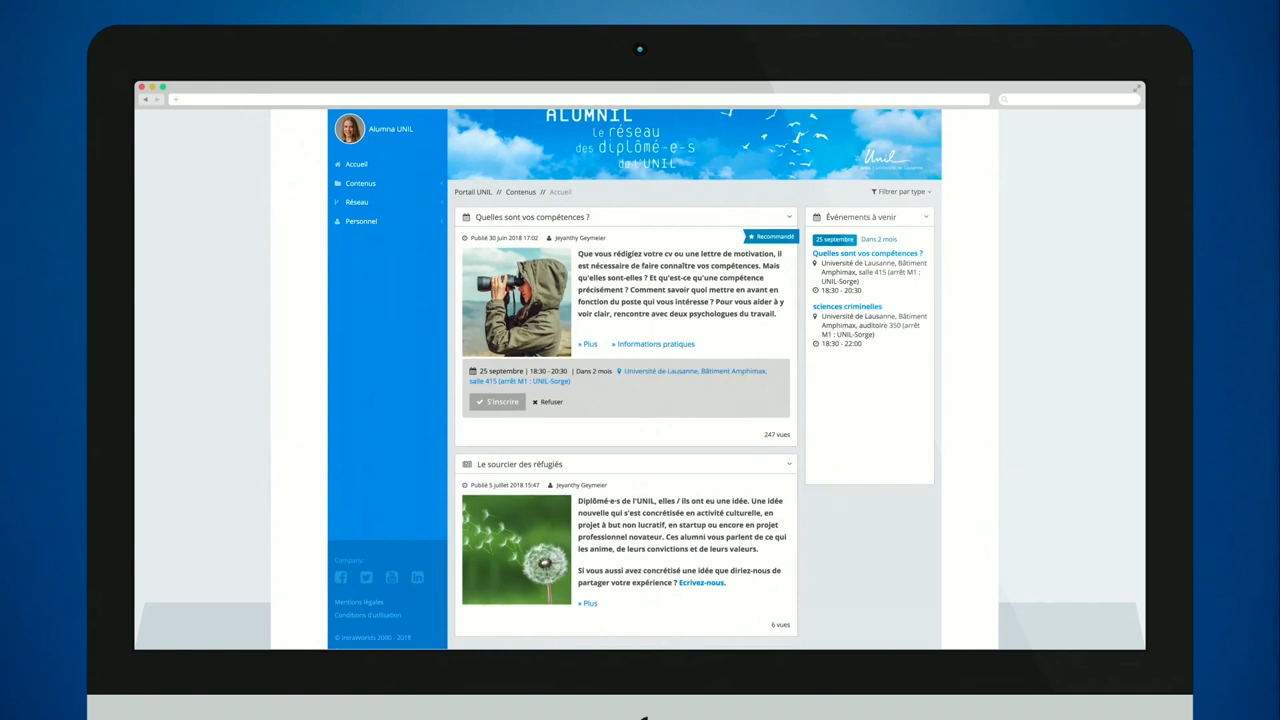 ALUMNIL
Le réseau
des diplômé-e-s
de l'UNIL
Unil
UNIL | Université de Lausanne
Alumna UNIL
Accueil
Contenus
Réseau
Personnel
Portail UNIL // Contenus // Accueil
Filtrer par type
Quelles sont vos compétences ?
Recommandé
Publié 30 juin 2018 17:02 Jeyanthy Geymeier
Que vous rédigiez votre cv ou une lettre de motivation, il
est nécessaire de faire connaître vos compétences. Mais
qu'elles sont-elles ? Et qu'est-ce qu'une compétence
précisément ? Comment savoir quoi mettre en avant en
fonction du poste qui vous intéresse ? Pour vous aider à y
voir clair, rencontre avec deux psychologues du travail.
» Plus » Informations pratiques
25 septembre | 18:30 - 20:30 | Dans 2 mois Université de Lausanne, Bâtiment Amphimax,
salle 415 (arrêt M1 : UNIL-Sorge)
S'inscrire Refuser
247 vues
Le sourcier des réfugiés
Publié 5 juillet 2018 15:47 Jeyanthy Geymeier
Diplômé·e·s de l'UNIL, elles / ils ont eu une idée. Une idée
nouvelle qui s'est concrétisée en activité culturelle, en
projet à but non lucratif, en startup ou encore en projet
professionnel novateur. Ces alumni vous parlent de ce qui
les anime, de leurs convictions et de leurs valeurs.
Si vous aussi avez concrétisé une idée que diriez-nous de
partager votre expérience ? Ecrivez-nous.
» Plus
6 vues
Événements à venir
25 septembre Dans 2 mois
Quelles sont vos compétences ?
Université de Lausanne, Bâtiment
Amphimax, salle 415 (arrêt M1 :
UNIL-Sorge)
18:30 - 20:30
sciences criminelles
Université de Lausanne, Bâtiment
Amphimax, auditoire 350 (arrêt
M1 : UNIL-Sorge)
18:30 - 22:00
Company
Mentions légales
Conditions d'utilisation
© IntraWorlds 2000 - 2018